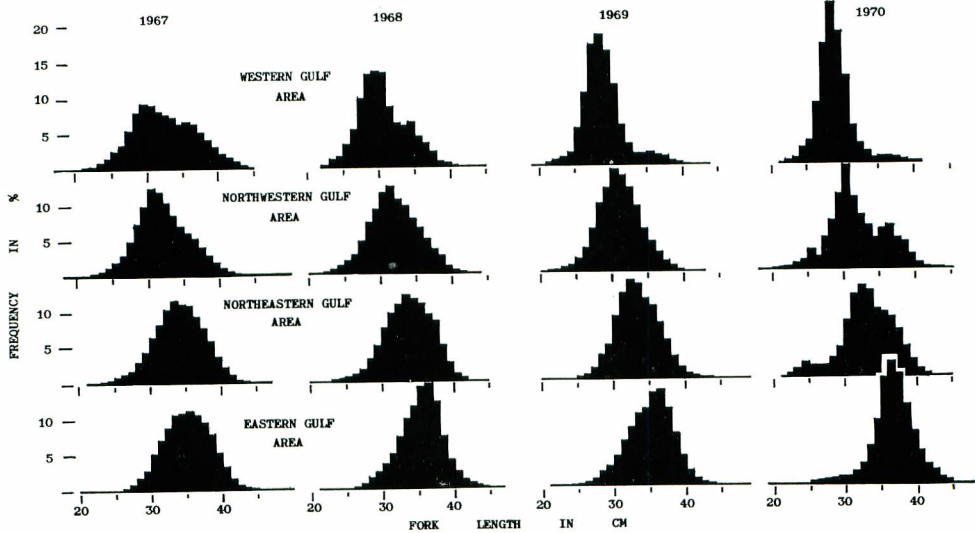 1967
1968
1969
1970
20
15
10
5
WESTERN GULF
AREA
10
5
NORTHWESTERN GULF
AREA
10
5
NORTHEASTERN GULF
AREA
10
5
EASTERN GULF
AREA
FREQUENCY IN %
20 30 40
20 30 40
20 30 40
20 30 40
FORK LENGTH IN CM